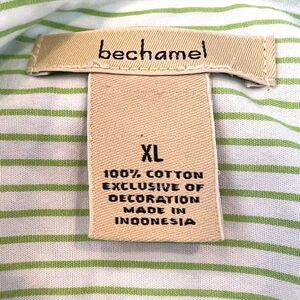 bechamel
XL
100% COTTON
EXCLUSIVE OF
DECORATION
MADE IN
INDONESIA